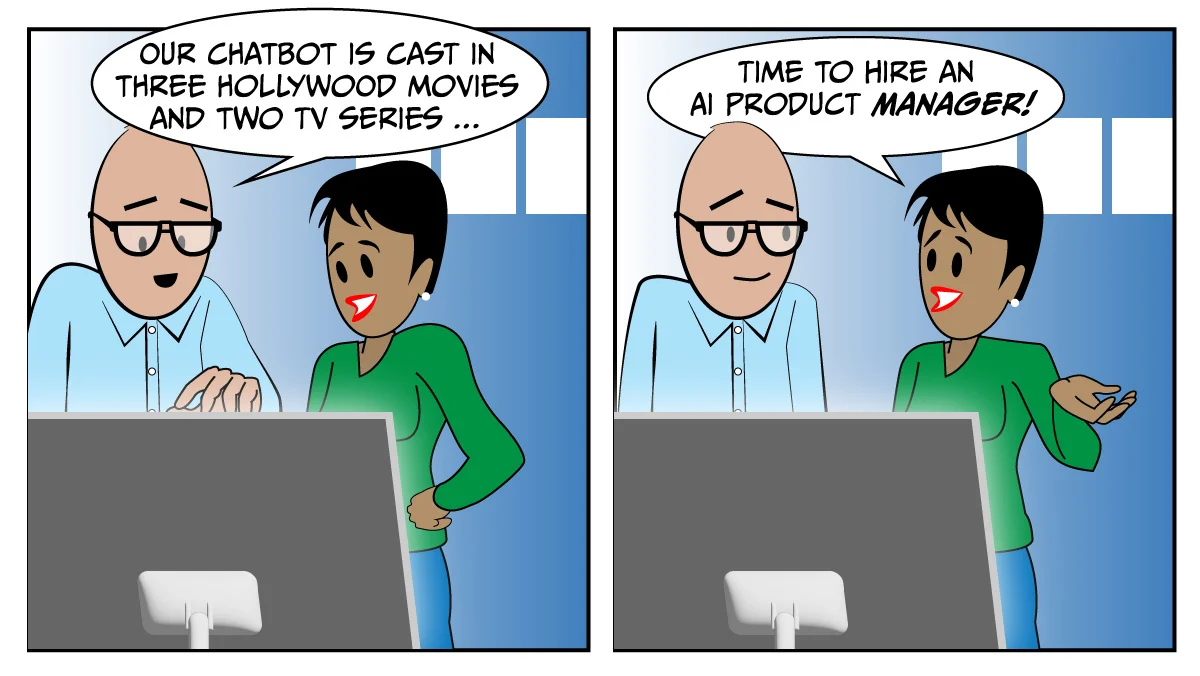 OUR CHATBOT IS CAST IN
THREE HOLLYWOOD MOVIES
AND TWO TV SERIES ...
TIME TO HIRE AN
AI PRODUCT MANAGER!